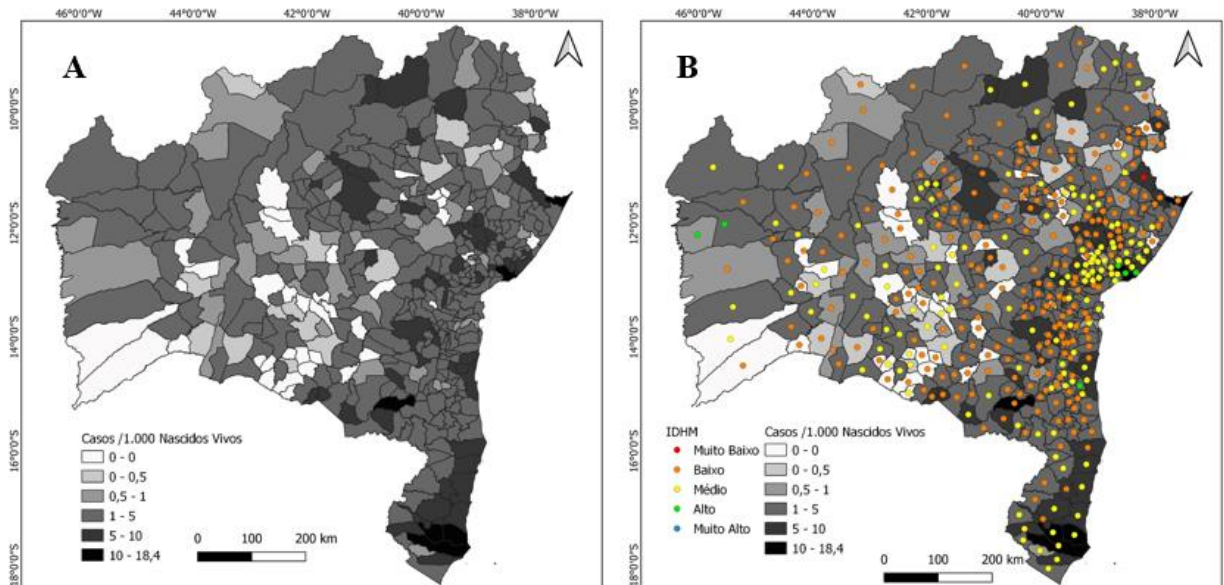 46°0'0"O 44°0'0"O 42°0'0"O 40°0'0"O 38°0'0"O
A
10°0'0"S
12°0'0"S
14°0'0"S
16°0'0"S
18°0'0"S
Casos /1.000 Nascidos Vivos
0 - 0
0 - 0,5
0,5 - 1
1 - 5
5 - 10
10 - 18,4
0 100 200 km
46°0'0"O 44°0'0"O 42°0'0"O 40°0'0"O 38°0'0"O
B
10°0'0"S
12°0'0"S
14°0'0"S
16°0'0"S
18°0'0"S
IDHM
Muito Baixo
Baixo
Médio
Alto
Muito Alto
Casos /1.000 Nascidos Vivos
0 - 0
0 - 0,5
0,5 - 1
1 - 5
5 - 10
10 - 18,4
0 100 200 km